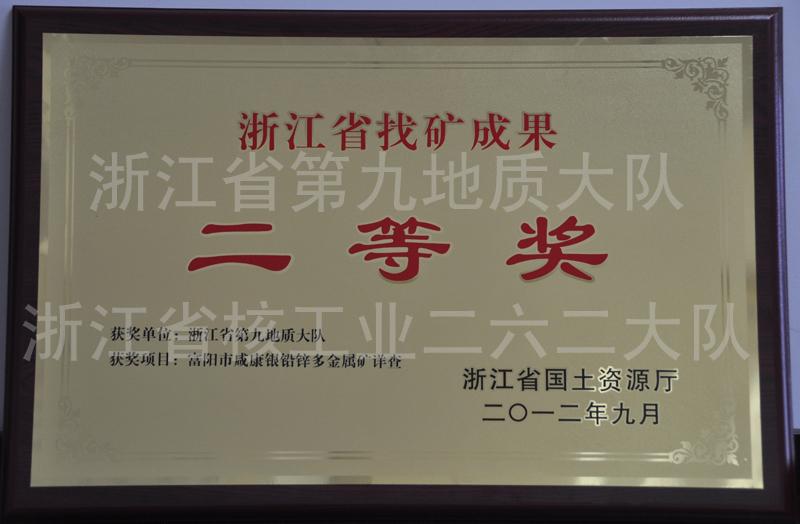 浙江省找矿成果
浙江省第九地质大队
二等奖
浙江省核工业二六二大队
获奖单位：浙江省第九地质大队
获奖项目：富阳市咸康银铅锌多金属矿详查
浙江省国土资源厅
二〇一二年九月